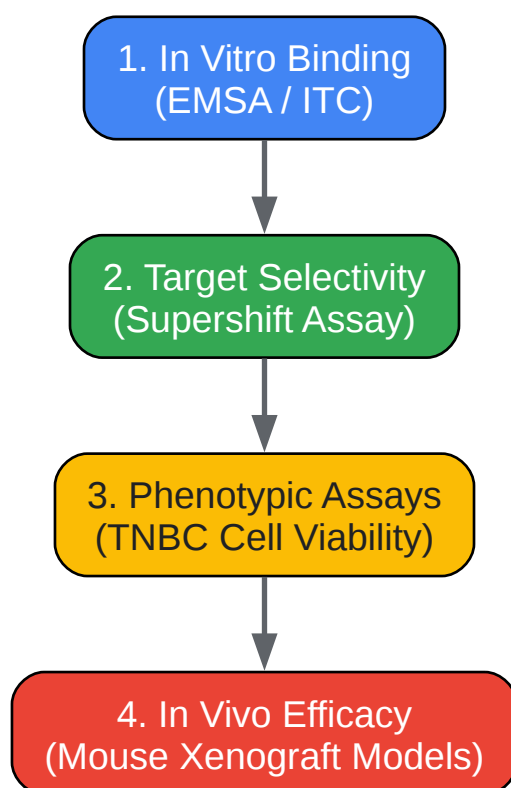 1. In Vitro Binding
(EMSA / ITC)
2. Target Selectivity
(Supershift Assay)
3. Phenotypic Assays
(TNBC Cell Viability)
4. In Vivo Efficacy
(Mouse Xenograft Models)